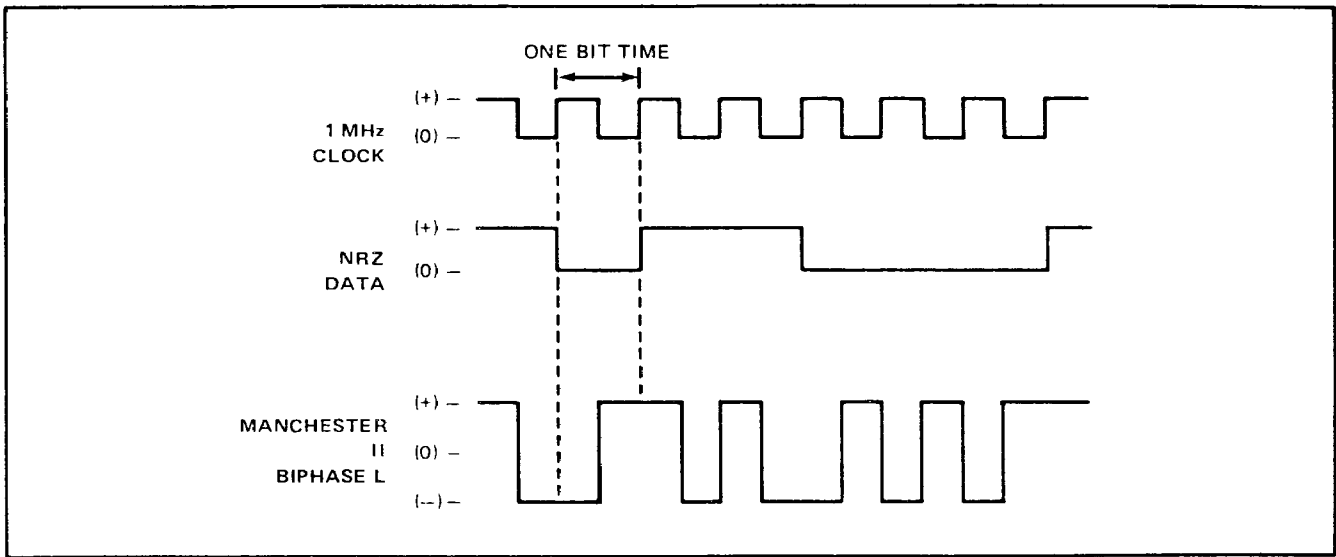 ONE BIT TIME
(+) –
1 MHz
(0) –
CLOCK
(+) –
NRZ
(0) –
DATA
(+) –
MANCHESTER
II
(0) –
BIPHASE L
(--) –